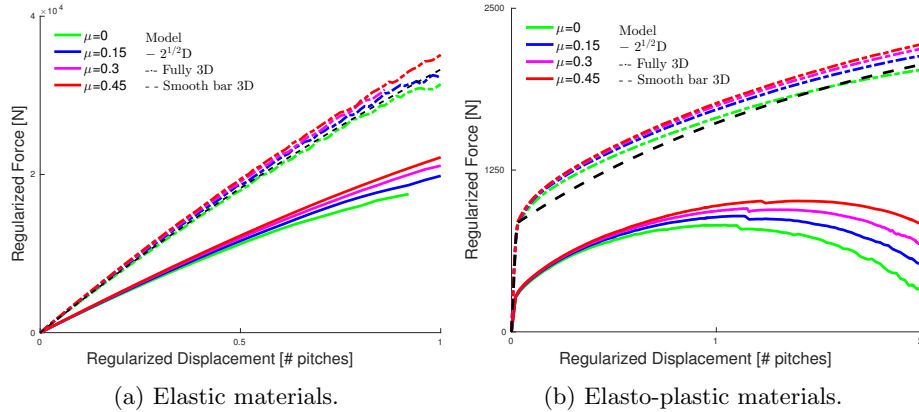 ×10⁴
4
μ=0 Model
μ=0.15 – 2^{1/2}D
μ=0.3 -·- Fully 3D
μ=0.45 - - Smooth bar 3D
Regularized Force [N]
2
0
0 0.5 1
Regularized Displacement [# pitches]
(a) Elastic materials.
2500
μ=0 Model
μ=0.15 – 2^{1/2}D
μ=0.3 -·- Fully 3D
μ=0.45 - - Smooth bar 3D
Regularized Force [N]
1250
0
0 1 2
Regularized Displacement [# pitches]
(b) Elasto-plastic materials.